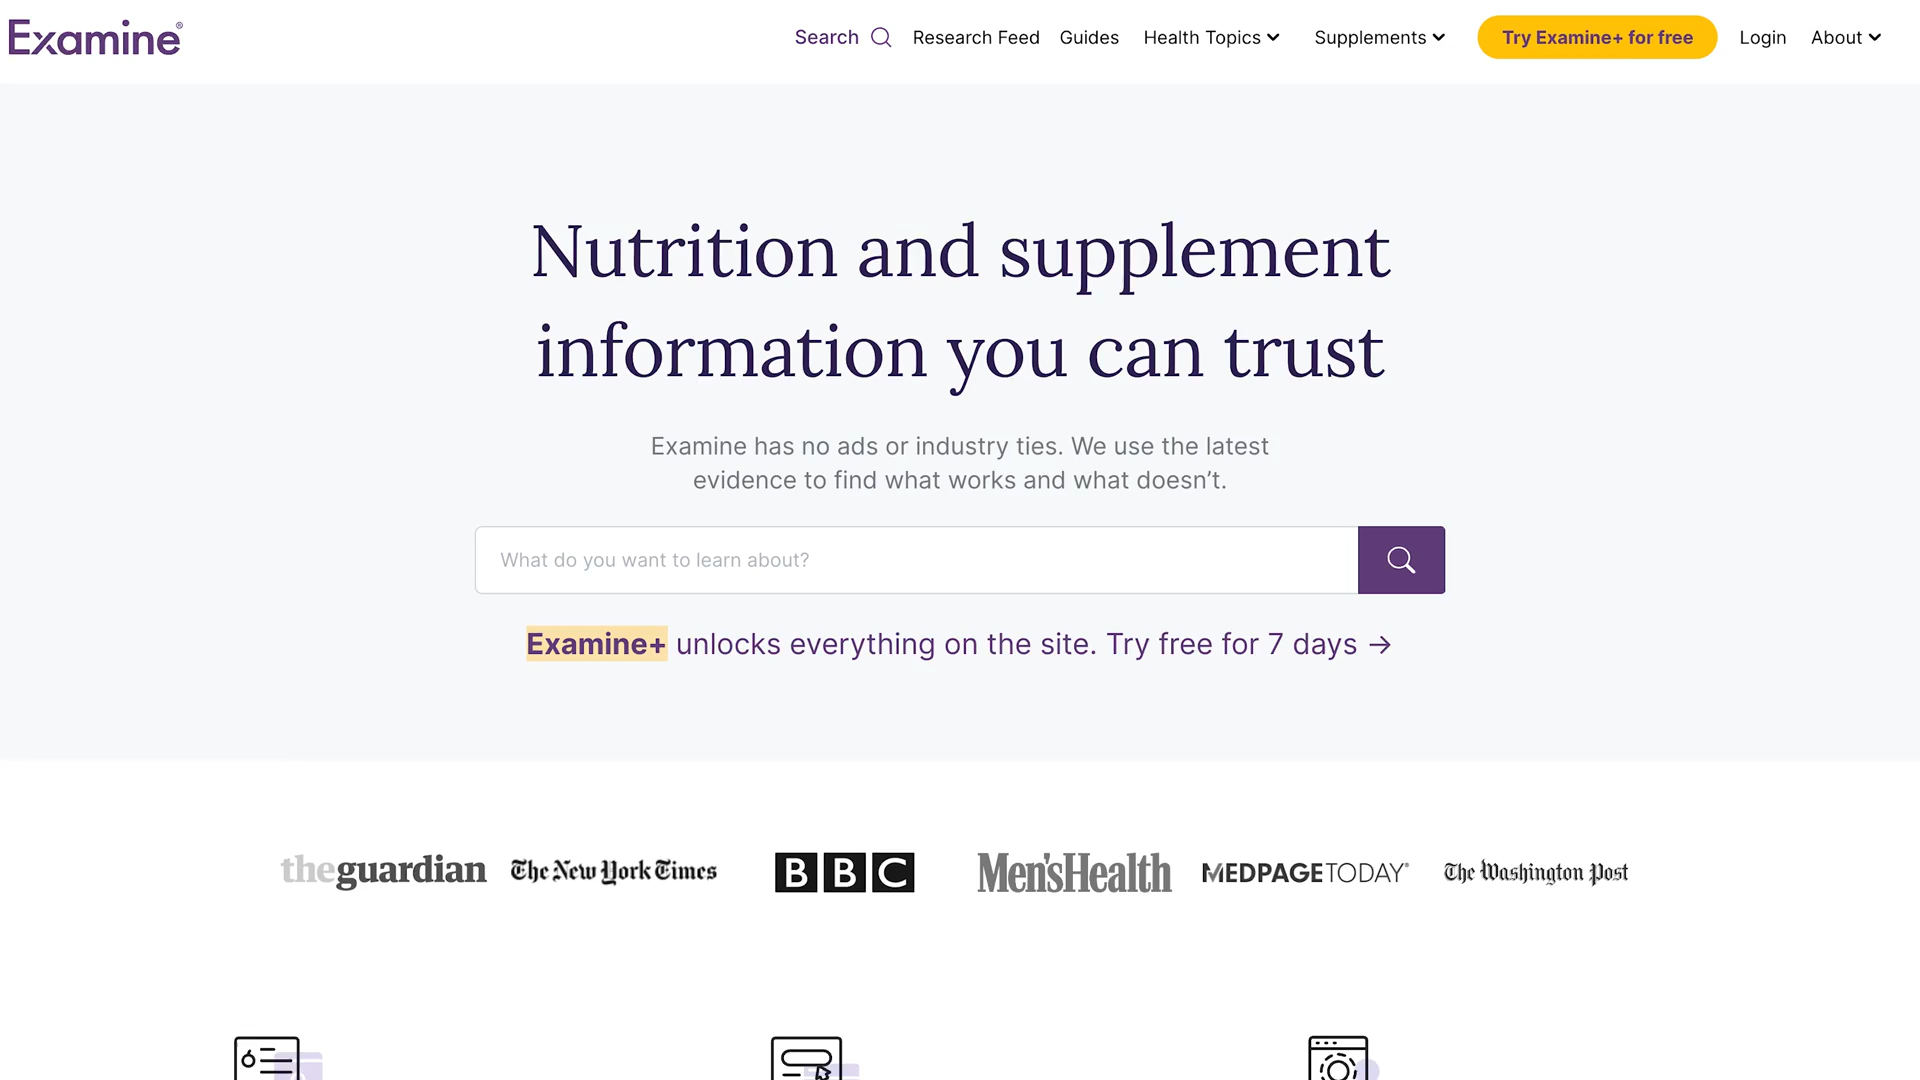 Examine®
Search Research Feed Guides Health Topics Supplements Try Examine+ for free Login About
Nutrition and supplement
information you can trust
Examine has no ads or industry ties. We use the latest
evidence to find what works and what doesn’t.
What do you want to learn about?
Examine+ unlocks everything on the site. Try free for 7 days →
theguardian The New York Times BBC Men'sHealth MEDPAGETODAY® The Washington Post
6